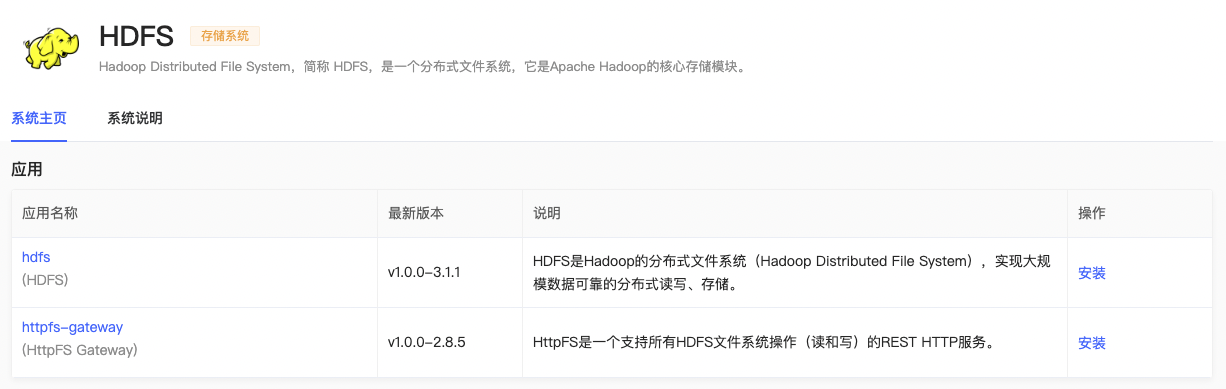 HDFS 存储系统
Hadoop Distributed File System，简称 HDFS，是一个分布式文件系统，它是Apache Hadoop的核心存储模块。
系统主页 系统说明
应用
应用名称 最新版本 说明 操作
hdfs
(HDFS)
v1.0.0-3.1.1
HDFS是Hadoop的分布式文件系统（Hadoop Distributed File System），实现大规
模数据可靠的分布式读写、存储。
安装
httpfs-gateway
(HttpFS Gateway)
v1.0.0-2.8.5
HttpFS是一个支持所有HDFS文件系统操作（读和写）的REST HTTP服务。
安装